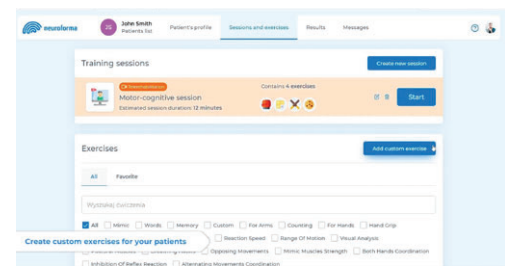 neuroforma
JS
John Smith
Patients list
Patient's profile
Sessions and exercises
Results
Messages
Training sessions
Create new session
Motor-cognitive session
Estimated session duration: 12 minutes
Contains 4 exercises
Start
Exercises
Add custom exercise
All
Favorite
Wyszukaj ćwiczenia
All Mimic Words Memory Custom For Arms Counting For Hands Hand Grip
Reaction Speed Range Of Motion Visual Analysis
Create custom exercises for your patients
Opposing Movements Mimic Muscles Strength Both Hands Coordination
Inhibition Of Reflex Reaction Alternating Movements Coordination